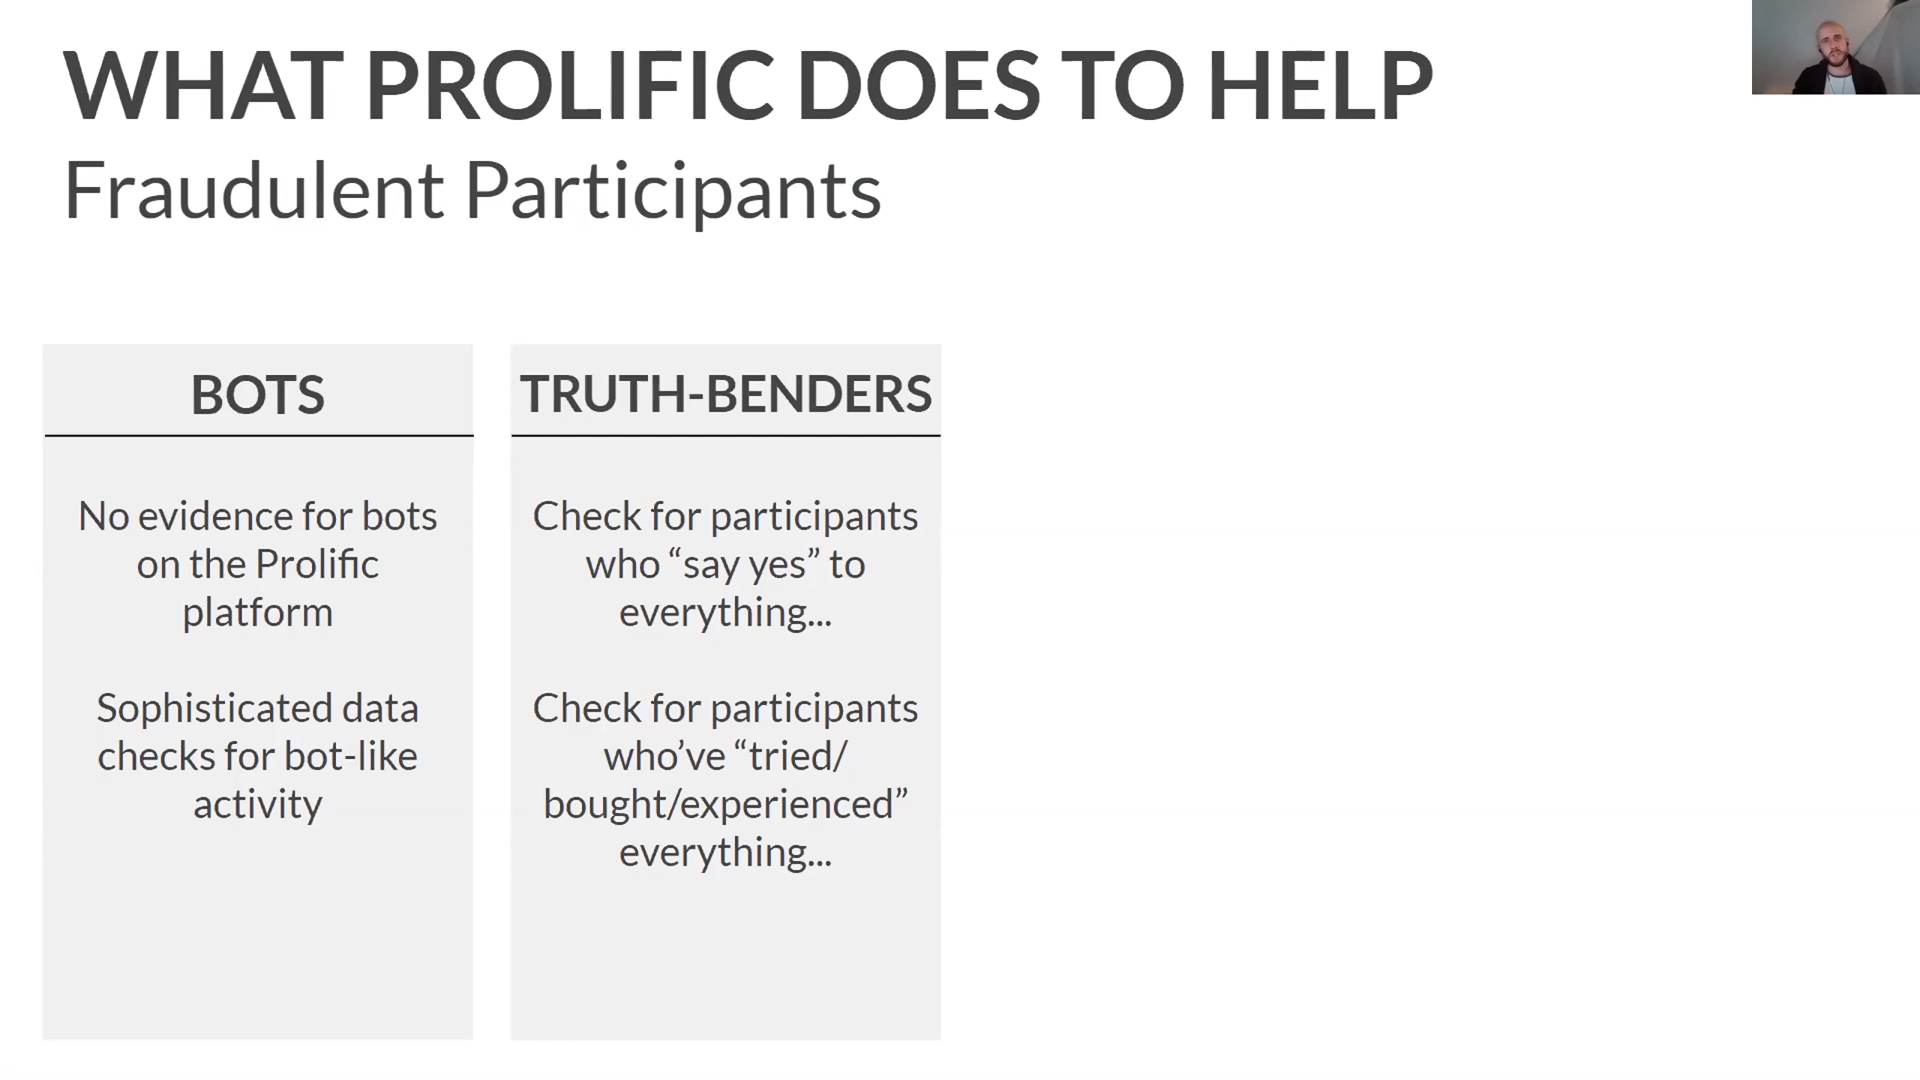 WHAT PROLIFIC DOES TO HELP
Fraudulent Participants
BOTS
No evidence for bots
on the Prolific
platform
Sophisticated data
checks for bot-like
activity
TRUTH-BENDERS
Check for participants
who “say yes” to
everything...
Check for participants
who’ve “tried/
bought/experienced”
everything...